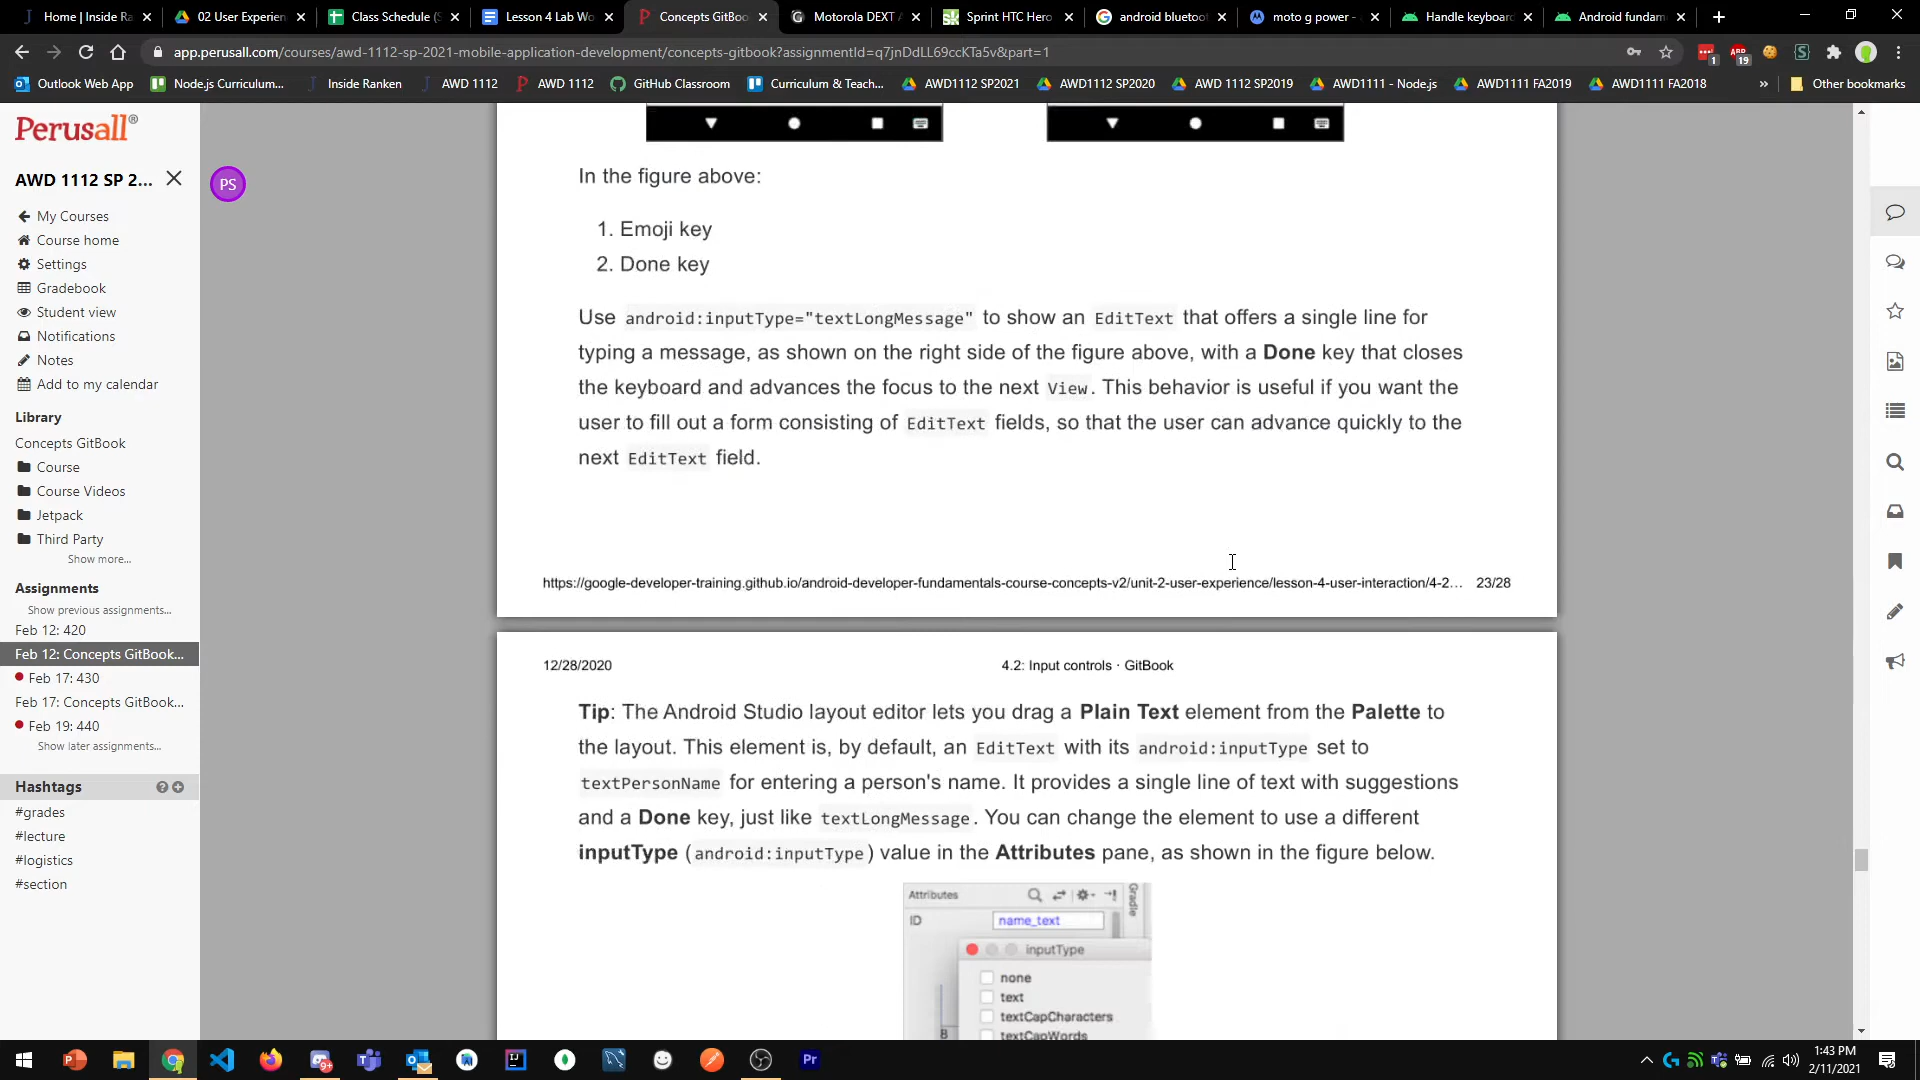 Home | Inside Ra
02 User Experien
Class Schedule (S
Lesson 4 Lab Wo
Concepts GitBoo
Motorola DEXT A
Sprint HTC Hero
android bluetoo
moto g power -
Handle keyboard
Android fundam
app.perusall.com/courses/awd-1112-sp-2021-mobile-application-development/concepts-gitbook?assignmentId=q7jnDdLL69ccKTa5v&part=1
1
ABP
19
Outlook Web App
Node.js Curriculum...
Inside Ranken
AWD 1112
AWD 1112
GitHub Classroom
Curriculum & Teach...
AWD1112 SP2021
AWD1112 SP2020
AWD 1112 SP2019
AWD1111 - Node.js
AWD1111 FA2019
AWD1111 FA2018
»
Other bookmarks
Perusall®
AWD 1112 SP 2...
PS
My Courses
Course home
Settings
Gradebook
Student view
Notifications
Notes
Add to my calendar
Library
Concepts GitBook
Course
Course Videos
Jetpack
Third Party
Show more...
Assignments
Show previous assignments...
Feb 12: 420
Feb 12: Concepts GitBook...
Feb 17: 430
Feb 17: Concepts GitBook...
Feb 19: 440
Show later assignments...
Hashtags
#grades
#lecture
#logistics
#section
In the figure above:
1. Emoji key
2. Done key
Use android:inputType="textLongMessage" to show an EditText that offers a single line for
typing a message, as shown on the right side of the figure above, with a Done key that closes
the keyboard and advances the focus to the next View. This behavior is useful if you want the
user to fill out a form consisting of EditText fields, so that the user can advance quickly to the
next EditText field.
https://google-developer-training.github.io/android-developer-fundamentals-course-concepts-v2/unit-2-user-experience/lesson-4-user-interaction/4-2... 23/28
12/28/2020 4.2: Input controls · GitBook
Tip: The Android Studio layout editor lets you drag a Plain Text element from the Palette to
the layout. This element is, by default, an EditText with its android:inputType set to
textPersonName for entering a person's name. It provides a single line of text with suggestions
and a Done key, just like textLongMessage. You can change the element to use a different
inputType (android:inputType) value in the Attributes pane, as shown in the figure below.
Attributes
Gradle
ID name_text
inputType
none
text
textCapCharacters
textCapWords
B
9+
Pr
1:43 PM
2/11/2021